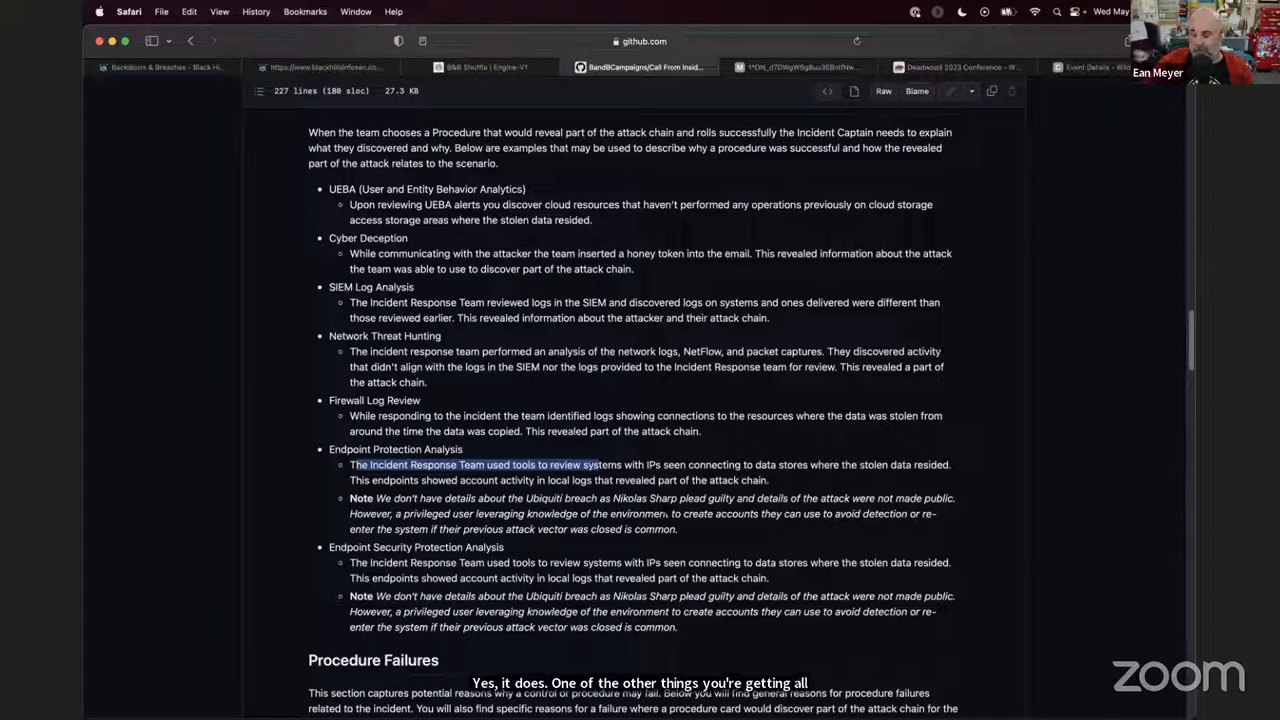 Safari File Edit View History Bookmarks Window Help
Wed May
github.com
Backdoors & Breaches - Black Hi...
https://www.blackhillsinfosec.co...
B&B Shuffle | Engine-V1
BandBCampaigns/Call From Insid...
Deadwood 2023 Conference - W...
Event Details - Wild
Ean Meyer
227 lines (180 sloc) 27.3 KB
Raw Blame
When the team chooses a Procedure that would reveal part of the attack chain and rolls successfully the Incident Captain needs to explain
what they discovered and why. Below are examples that may be used to describe why a procedure was successful and how the revealed
part of the attack relates to the scenario.
• UEBA (User and Entity Behavior Analytics)
Upon reviewing UEBA alerts you discover cloud resources that haven't performed any operations previously on cloud storage
access storage areas where the stolen data resided.
• Cyber Deception
While communicating with the attacker the team inserted a honey token into the email. This revealed information about the attack
the team was able to use to discover part of the attack chain.
• SIEM Log Analysis
The Incident Response Team reviewed logs in the SIEM and discovered logs on systems and ones delivered were different than
those reviewed earlier. This revealed information about the attacker and their attack chain.
• Network Threat Hunting
The incident response team performed an analysis of the network logs, NetFlow, and packet captures. They discovered activity
that didn't align with the logs in the SIEM nor the logs provided to the Incident Response team for review. This revealed a part of
the attack chain.
• Firewall Log Review
While responding to the incident the team identified logs showing connections to the resources where the data was stolen from
around the time the data was copied. This revealed part of the attack chain.
• Endpoint Protection Analysis
The Incident Response Team used tools to review systems with IPs seen connecting to data stores where the stolen data resided.
This endpoints showed account activity in local logs that revealed part of the attack chain.
Note We don't have details about the Ubiquiti breach as Nikolas Sharp plead guilty and details of the attack were not made public.
However, a privileged user leveraging knowledge of the environment to create accounts they can use to avoid detection or re-
enter the system if their previous attack vector was closed is common.
• Endpoint Security Protection Analysis
The Incident Response Team used tools to review systems with IPs seen connecting to data stores where the stolen data resided.
This endpoints showed account activity in local logs that revealed part of the attack chain.
Note We don't have details about the Ubiquiti breach as Nikolas Sharp plead guilty and details of the attack were not made public.
However, a privileged user leveraging knowledge of the environment to create accounts they can use to avoid detection or re-
enter the system if their previous attack vector was closed is common.
Procedure Failures
Yes, it does. One of the other things you're getting all
This section captures potential reasons why a control or procedure may fail. Below you will find general reasons for procedure failures
related to the incident. You will also find specific reasons for a failure where a procedure card would discover part of the attack chain for the
zoom